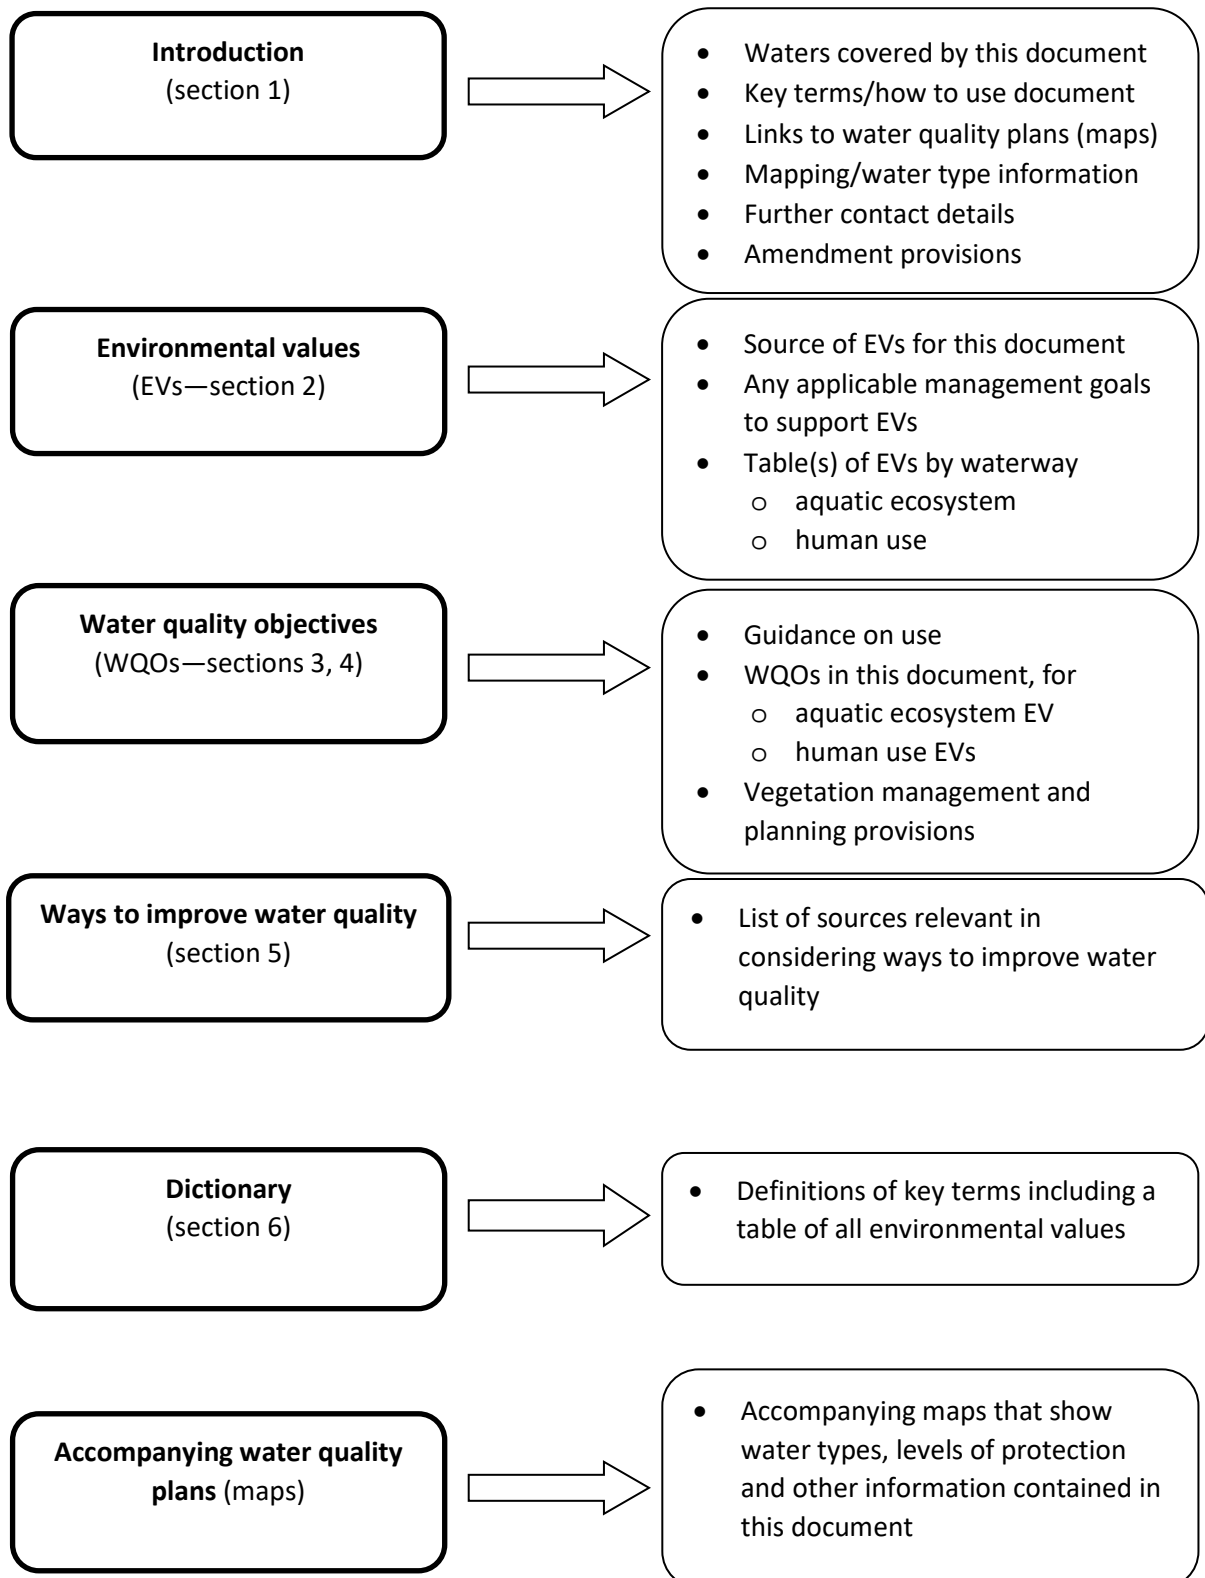 Introduction
(section 1)
• Waters covered by this document
• Key terms/how to use document
• Links to water quality plans (maps)
• Mapping/water type information
• Further contact details
• Amendment provisions
Environmental values
(EVs—section 2)
• Source of EVs for this document
• Any applicable management goals
to support EVs
• Table(s) of EVs by waterway
o aquatic ecosystem
o human use
Water quality objectives
(WQOs—sections 3, 4)
• Guidance on use
• WQOs in this document, for
o aquatic ecosystem EV
o human use EVs
• Vegetation management and
planning provisions
Ways to improve water quality
(section 5)
• List of sources relevant in
considering ways to improve water
quality
Dictionary
(section 6)
• Definitions of key terms including a
table of all environmental values
Accompanying water quality
plans (maps)
• Accompanying maps that show
water types, levels of protection
and other information contained in
this document